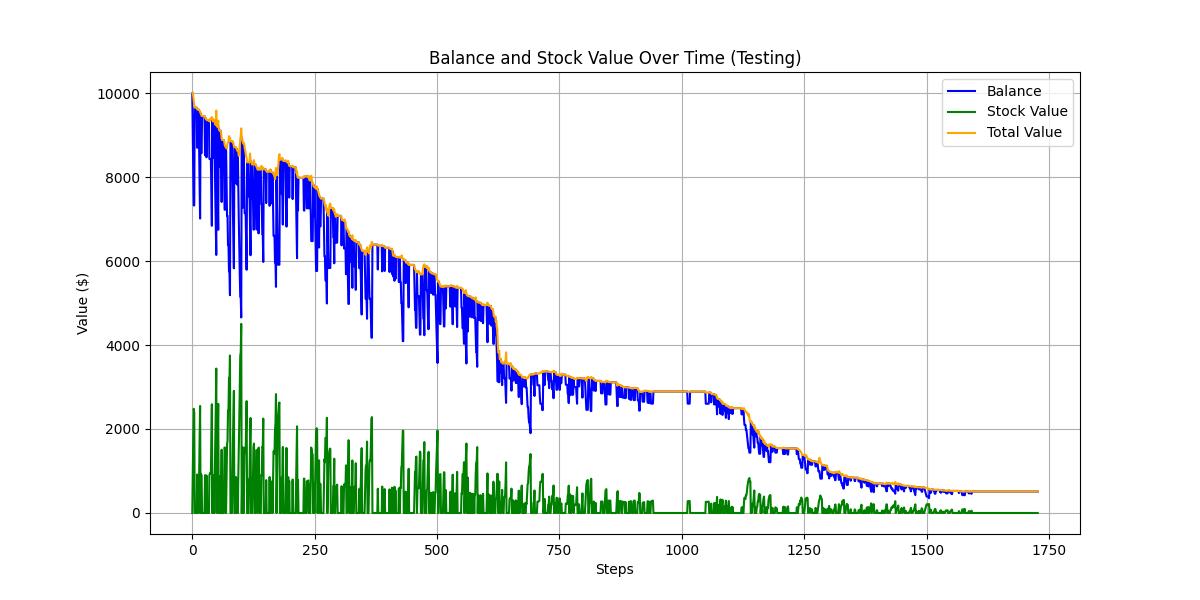 Balance and Stock Value Over Time (Testing)
Balance
Stock Value
Total Value
Value ($)
10000
8000
6000
4000
2000
0
0 250 500 750 1000 1250 1500 1750
Steps